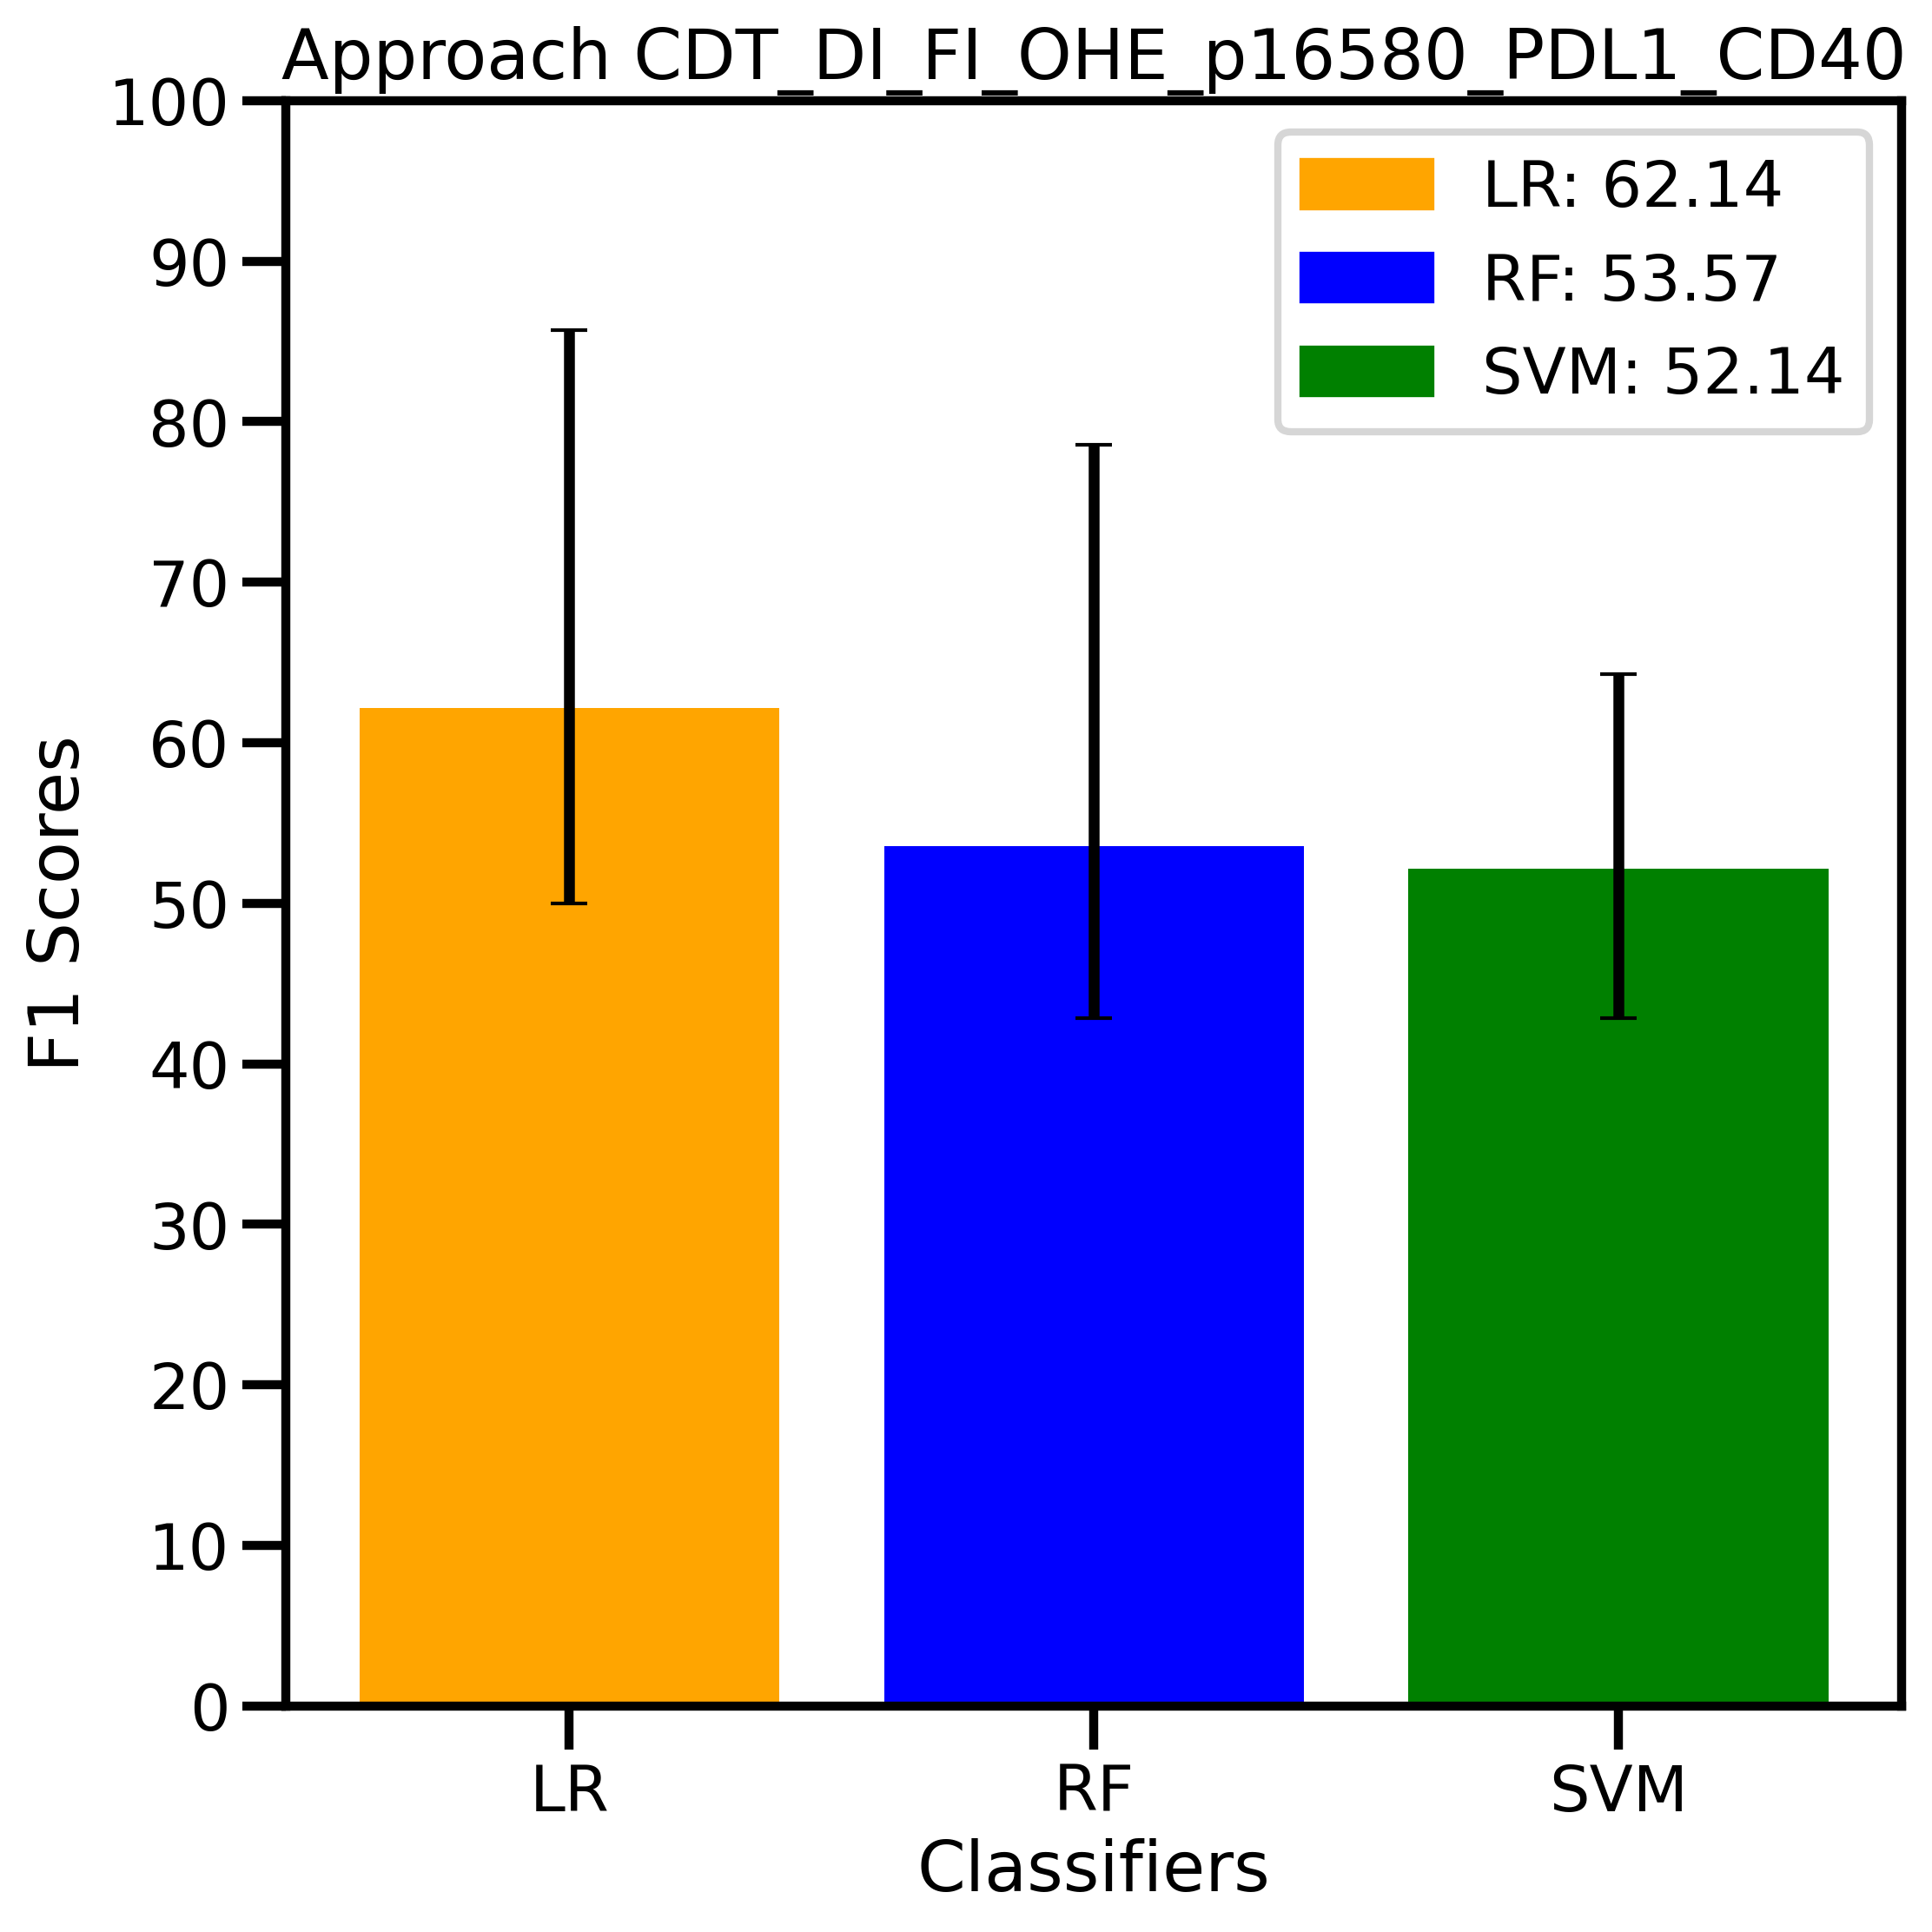 Approach CDT_DI_FI_OHE_p16580_PDL1_CD40
100
90
80
70
60
50
40
30
20
10
0
F1 Scores
LR: 62.14
RF: 53.57
SVM: 52.14
LR
RF
SVM
Classifiers